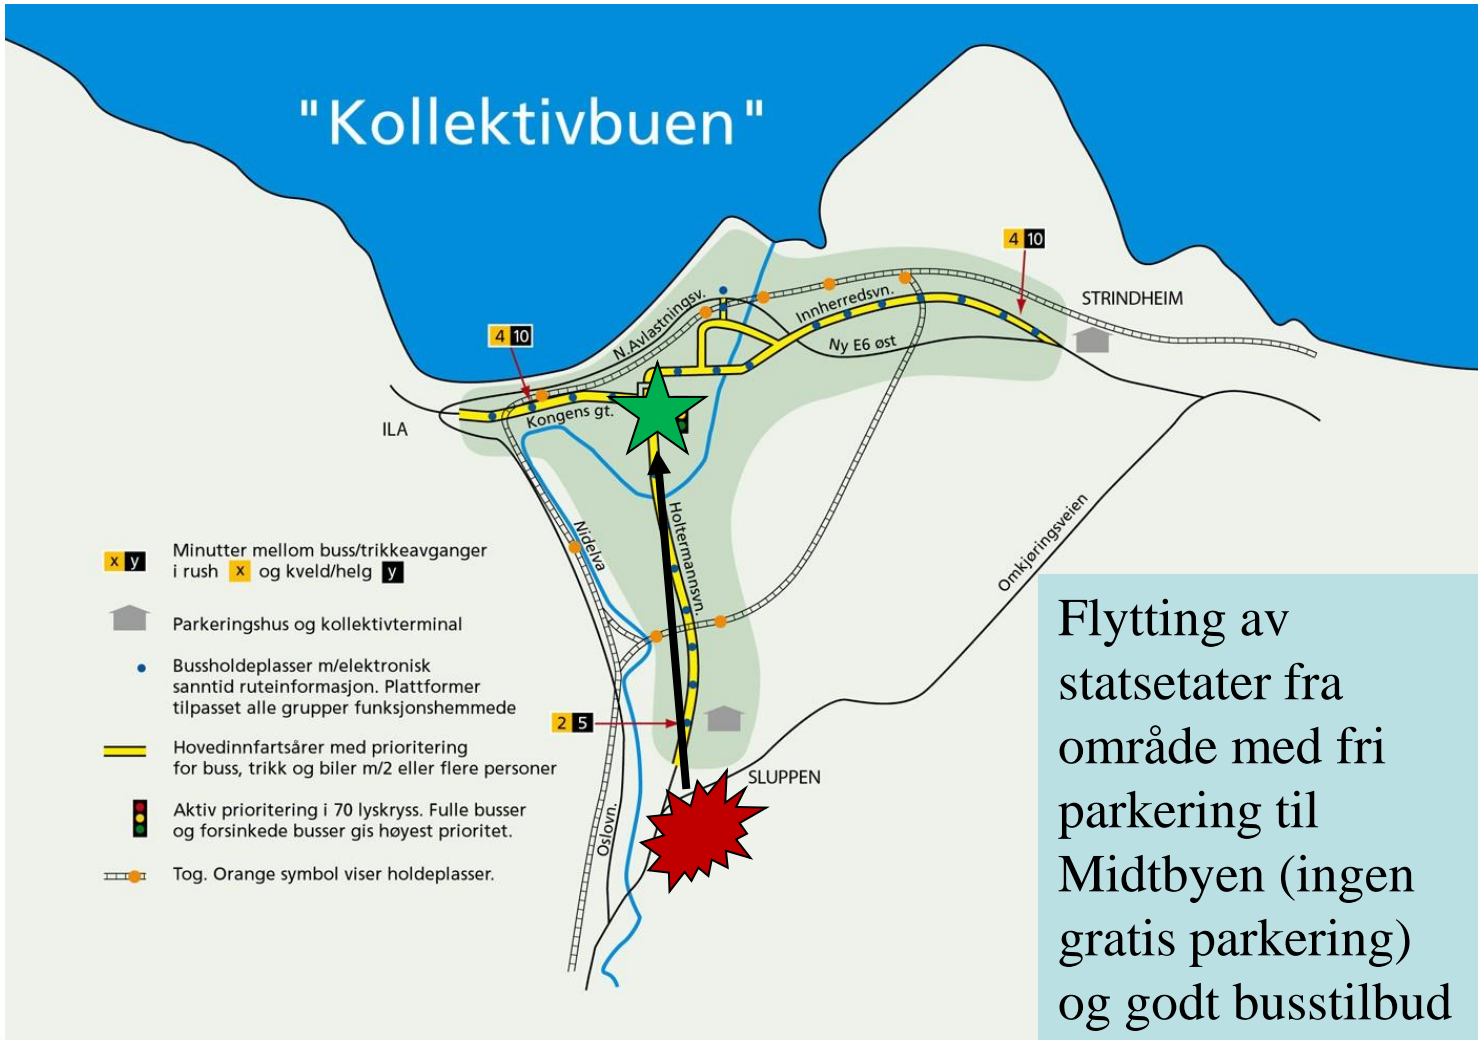 "Kollektivbuen"
4 10
STRINDHEIM
N.Avlastningsv.
Innherredsvn.
4 10
Ny E6 øst
Kongens gt.
ILA
Holtermannsvn.
Nidelva
Omkjøringsveien
2 5
SLUPPEN
Oslovn.
x y Minutter mellom buss/trikkeavganger
i rush x og kveld/helg y
Parkeringshus og kollektivterminal
Bussholdeplasser m/elektronisk
sanntid ruteinformasjon. Plattformer
tilpasset alle grupper funksjonshemmede
Hovedinnfartsårer med prioritering
for buss, trikk og biler m/2 eller flere personer
Aktiv prioritering i 70 lyskryss. Fulle busser
og forsinkede busser gis høyest prioritet.
Tog. Orange symbol viser holdeplasser.
Flytting av
statsetater fra
område med fri
parkering til
Midtbyen (ingen
gratis parkering)
og godt busstilbud